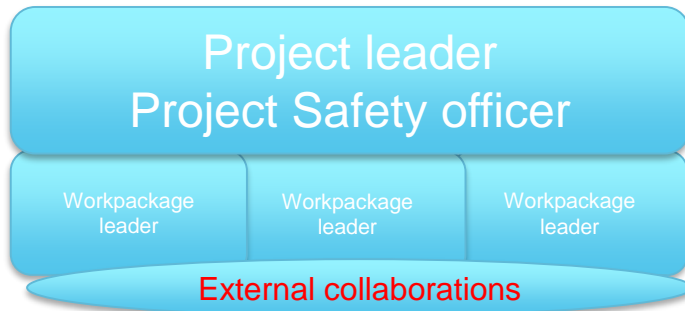 Project leader
Project Safety officer
Workpackage
leader
Workpackage
leader
Workpackage
leader
External collaborations